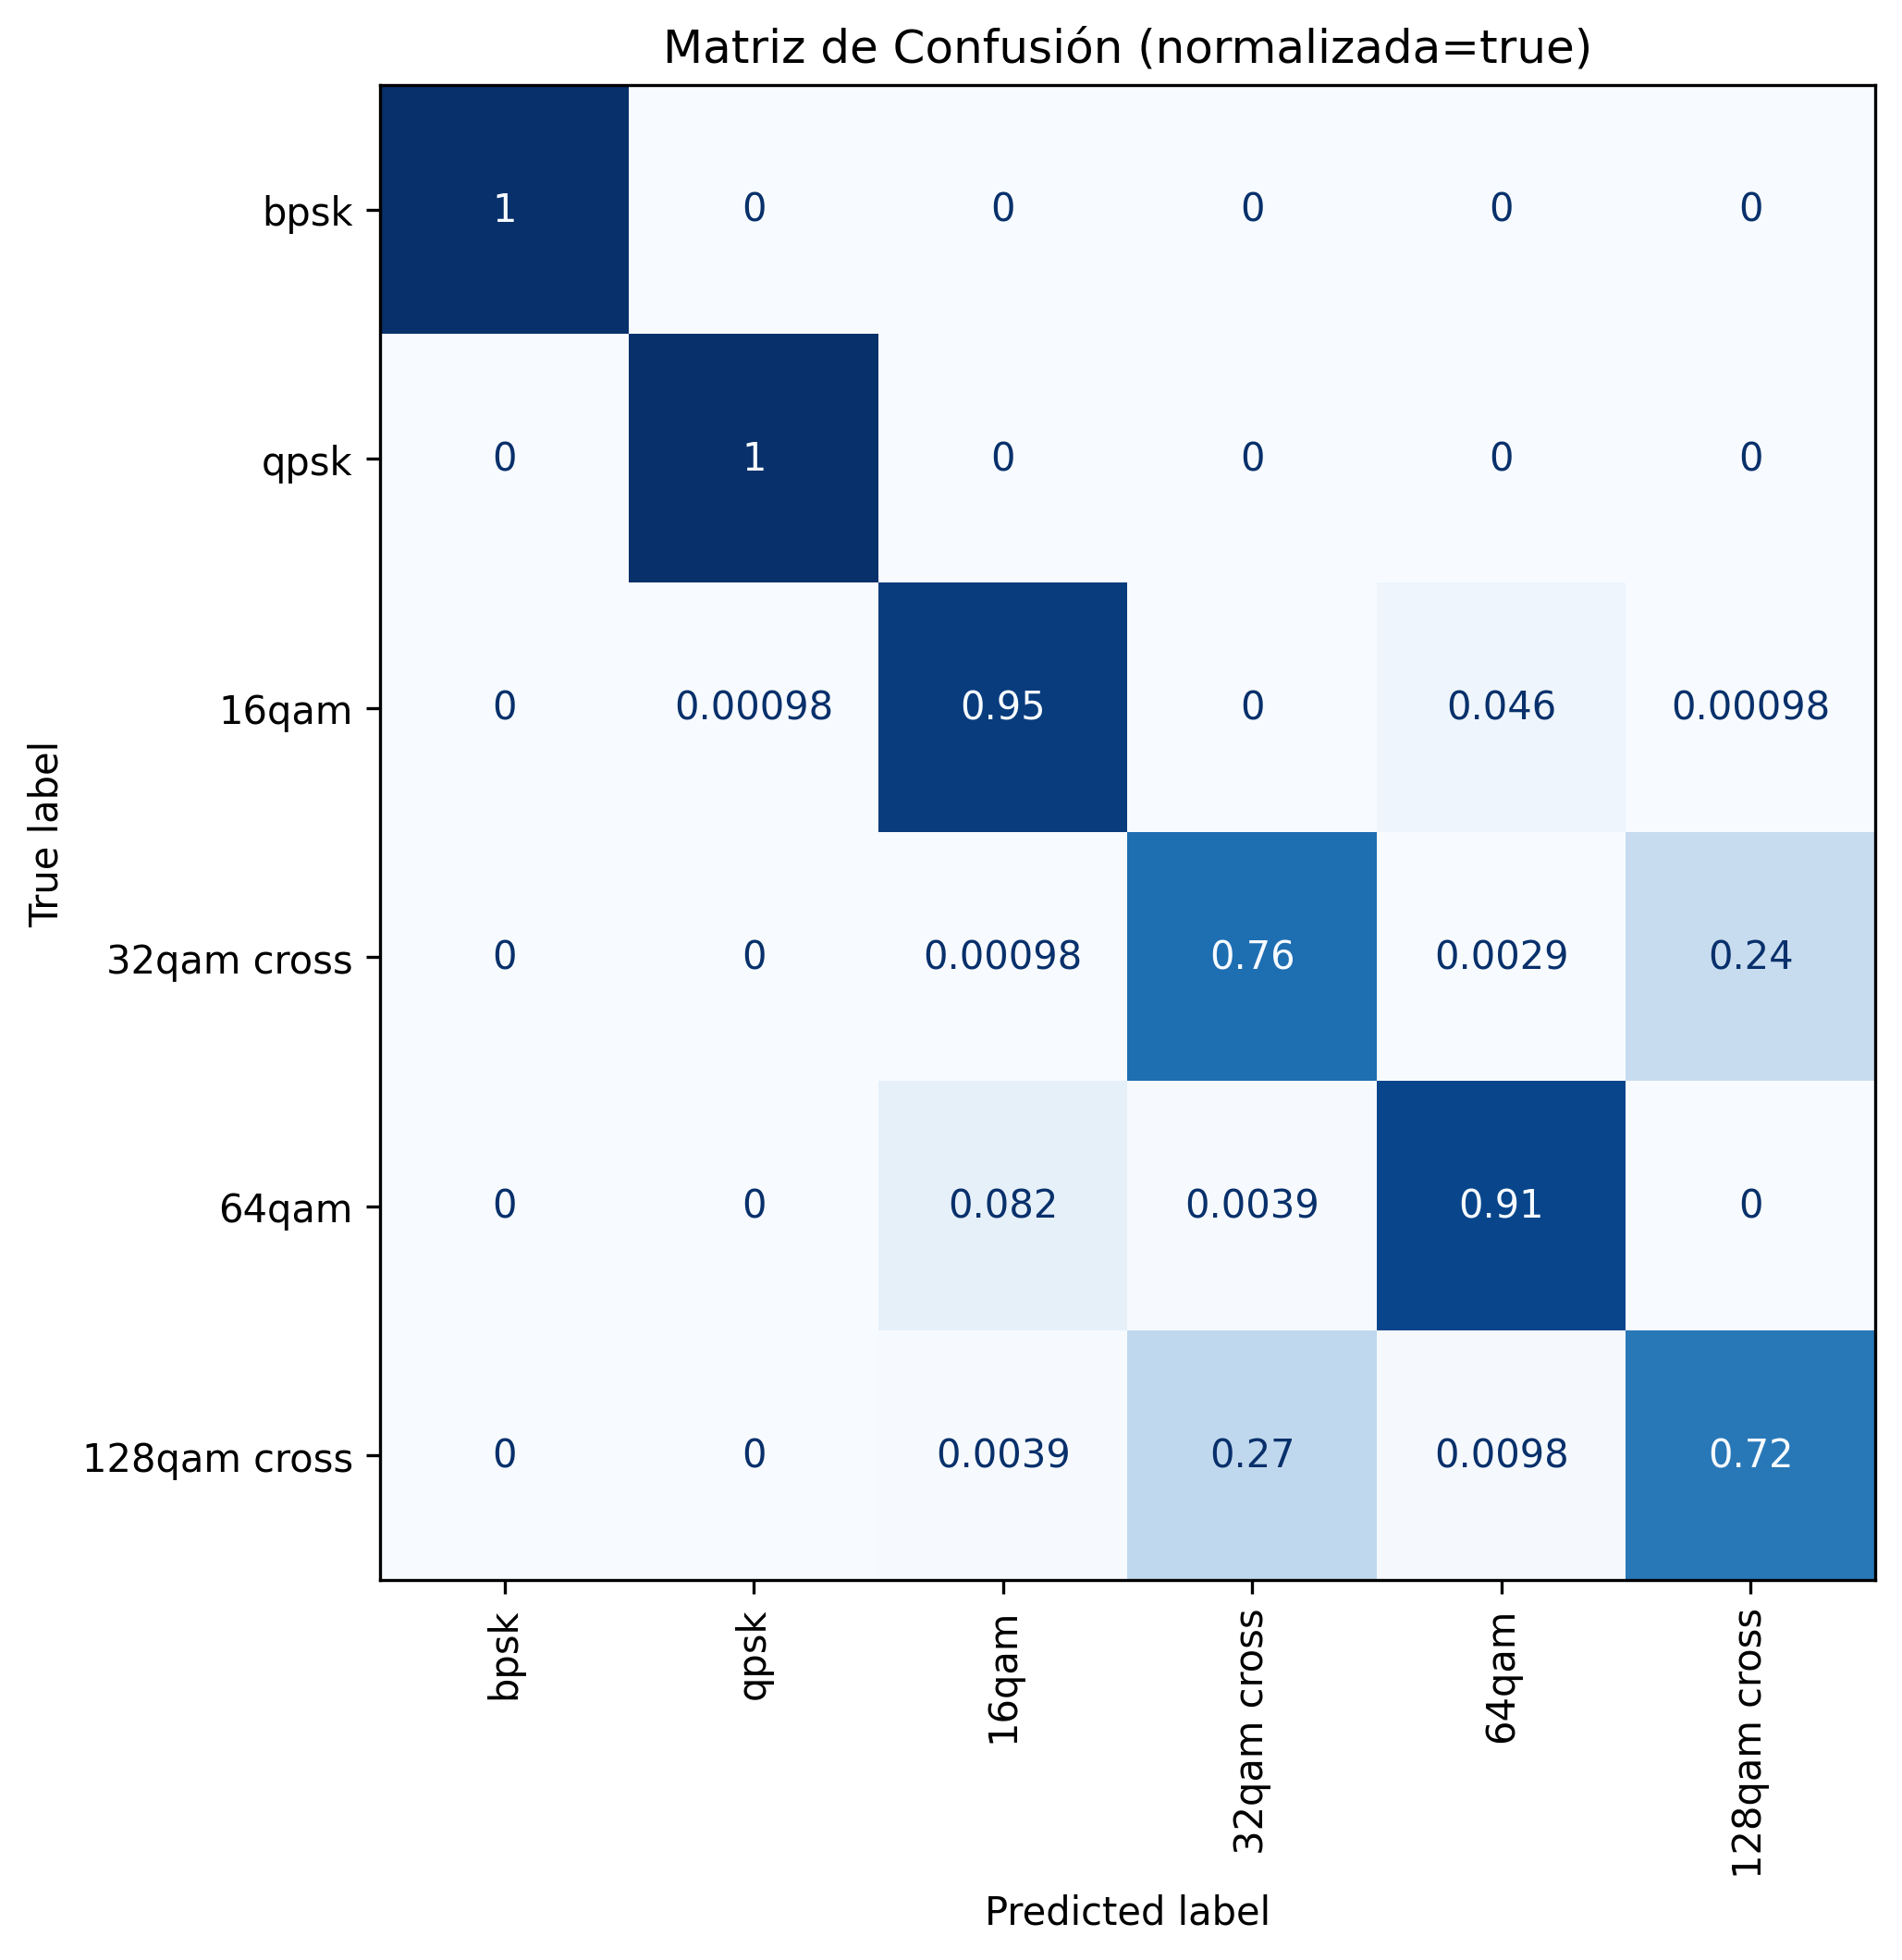 Matriz de Confusión (normalizada=true)
bpsk 1 0 0 0 0 0
qpsk 0 1 0 0 0 0
16qam 0 0.00098 0.95 0 0.046 0.00098
True label
32qam cross 0 0 0.00098 0.76 0.0029 0.24
64qam 0 0 0.082 0.0039 0.91 0
128qam cross 0 0 0.0039 0.27 0.0098 0.72
bpsk
qpsk
16qam
32qam cross
64qam
128qam cross
Predicted label